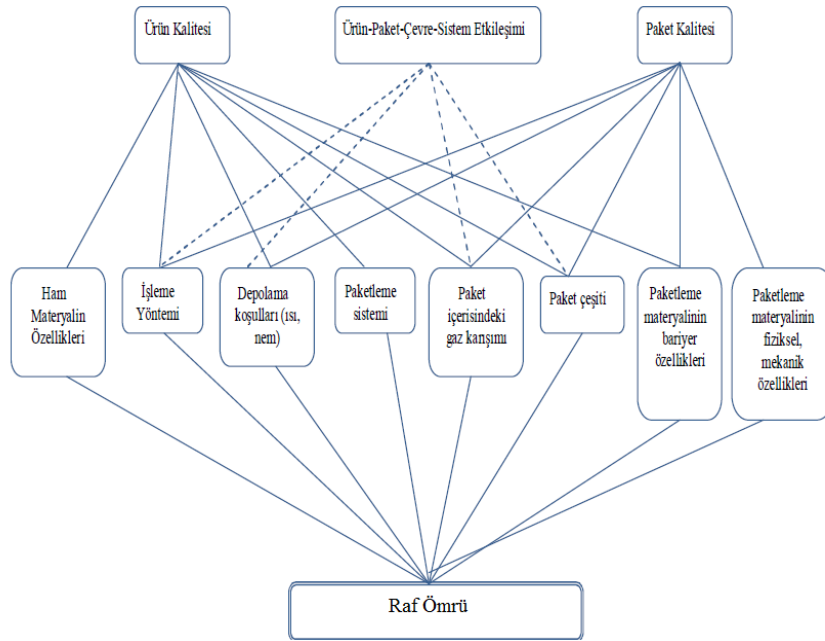 Ürün Kalitesi
Ürün-Paket-Çevre-Sistem Etkileşimi
Paket Kalitesi
Ham
Materyalin
Özellikleri
İşleme
Yöntemi
Depolama
koşulları (ısı,
nem)
Paketleme
sistemi
Paket
içerisindeki
gaz karışımı
Paket çeşiti
Paketleme
materyalinin
bariyer
özellikleri
Paketleme
materyalinin
fiziksel,
mekanik
özellikleri
Raf Ömrü